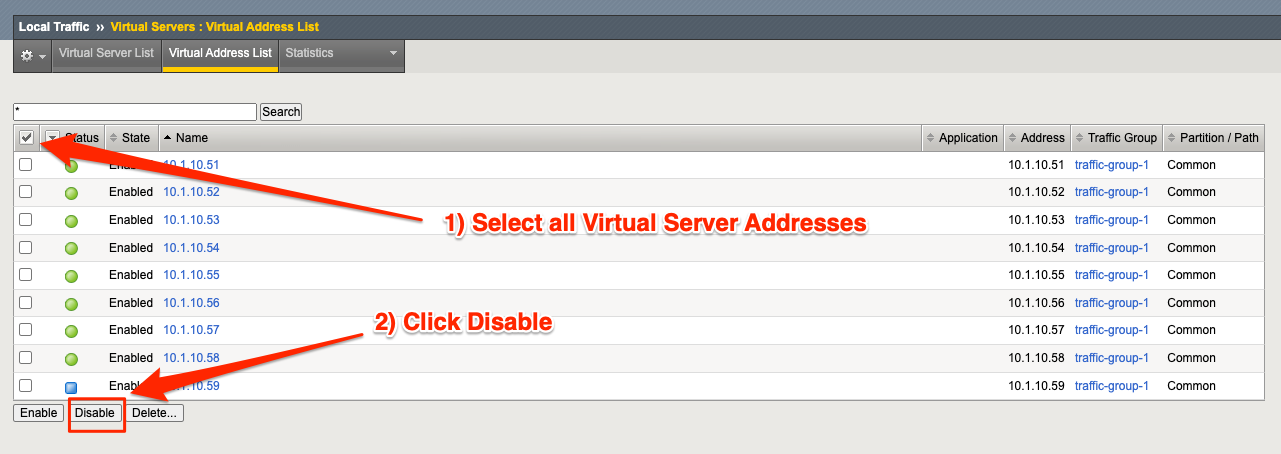 Local Traffic ›› Virtual Servers : Virtual Address List
Virtual Server List Virtual Address List Statistics
* Search
Status State Name Application Address Traffic Group Partition / Path
Enabled 10.1.10.51 10.1.10.51 traffic-group-1 Common
Enabled 10.1.10.52 10.1.10.52 traffic-group-1 Common
Enabled 10.1.10.53 10.1.10.53 traffic-group-1 Common
1) Select all Virtual Server Addresses
Enabled 10.1.10.54 10.1.10.54 traffic-group-1 Common
Enabled 10.1.10.55 10.1.10.55 traffic-group-1 Common
Enabled 10.1.10.56 10.1.10.56 traffic-group-1 Common
2) Click Disable
Enabled 10.1.10.57 10.1.10.57 traffic-group-1 Common
Enabled 10.1.10.58 10.1.10.58 traffic-group-1 Common
Enabled 10.1.10.59 10.1.10.59 traffic-group-1 Common
Enable Disable Delete...